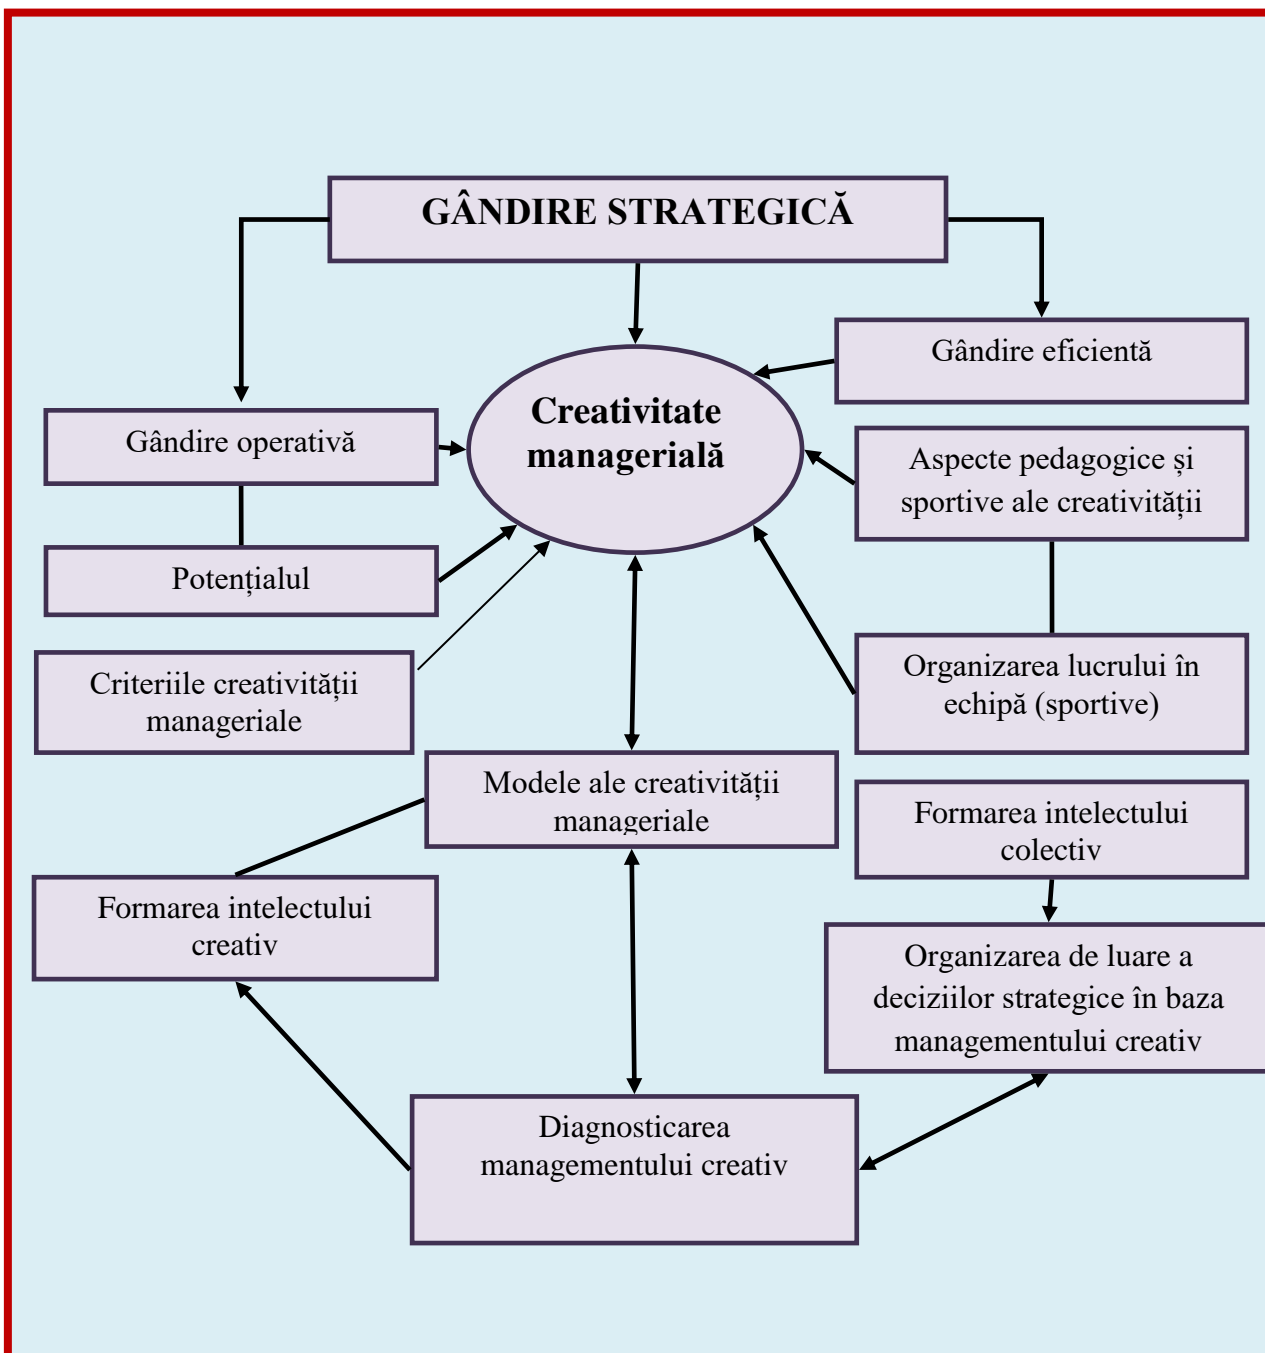 GÂNDIRE STRATEGICĂ
Gândire eficientă
Creativitate
managerială
Gândire operativă
Aspecte pedagogice și
sportive ale creativității
Potențialul
Criteriile creativității
manageriale
Organizarea lucrului în
echipă (sportive)
Modele ale creativității
manageriale
Formarea intelectului
colectiv
Formarea intelectului
creativ
Organizarea de luare a
deciziilor strategice în baza
managementului creativ
Diagnosticarea
managementului creativ